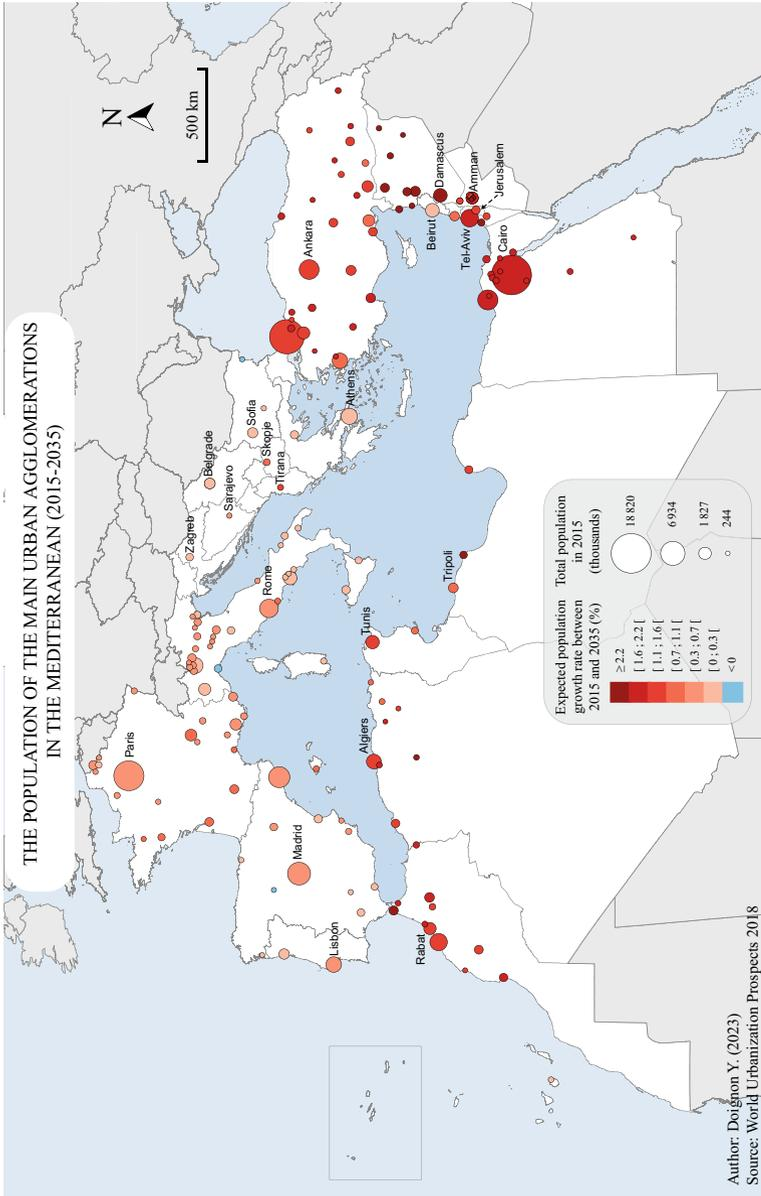 THE POPULATION OF THE MAIN URBAN AGGLOMERATIONS
IN THE MEDITERRANEAN (2015-2035)
N
500 km
Paris
Zagreb
Belgrade
Sarajevo
Sofia
Skopje
Tirana
Rome
Madrid
Lisbon
Athens
Ankara
Algiers
Tunis
Rabat
Tripoli
Beirut
Damascus
Tel-Aviv
Amman
Jerusalem
Cairo
Expected population
growth rate between
2015 and 2035 (%)
≥ 2.2
[ 1.6 ; 2.2 [
[ 1.1 ; 1.6 [
[ 0.7 ; 1.1 [
[ 0.3 ; 0.7 [
[ 0 ; 0.3 [
< 0
Total population
in 2015
(thousands)
18 820
6 934
1 827
244
Author: Doignon Y. (2023)
Source: World Urbanization Prospects 2018